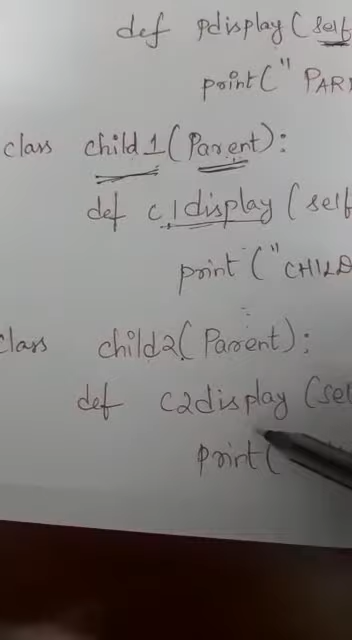 def pdisplay(self
print("PAR
class child1(Parent):
def c1display(self
print("CHILD
class child2(Parent):
def c2display(sel
print(